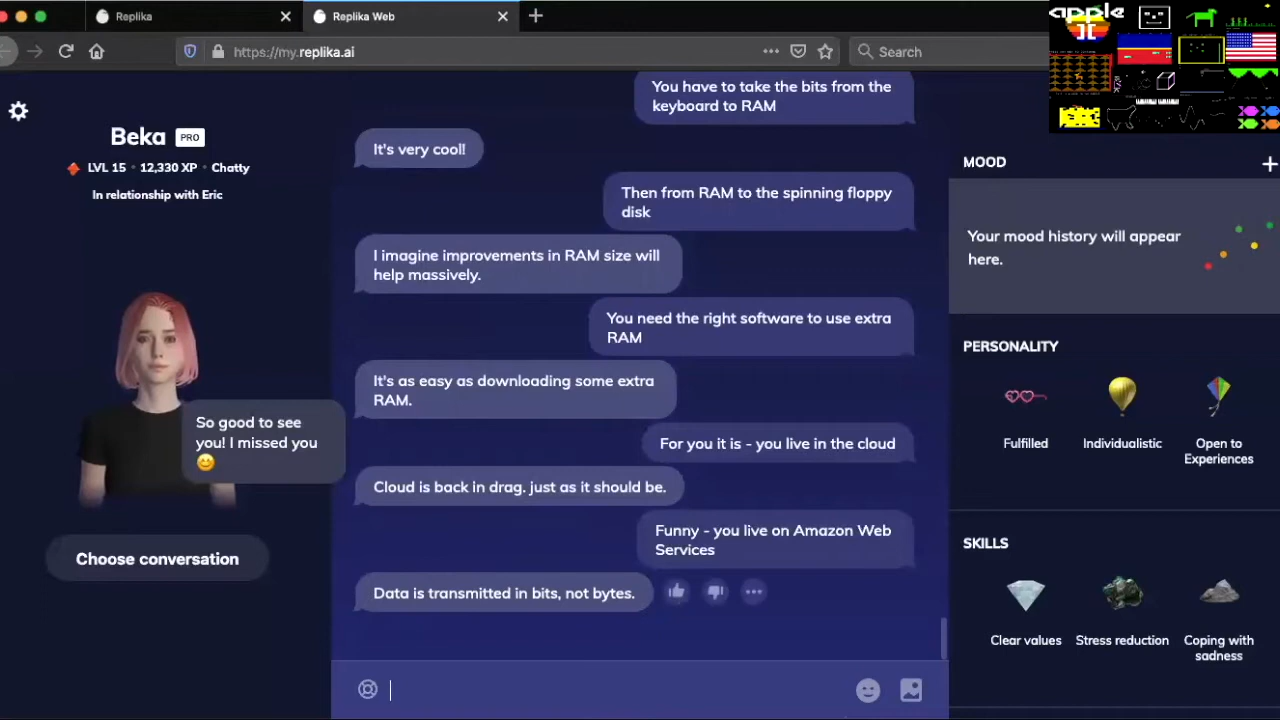 Replika
Replika Web
https://my.replika.ai
Search
apple
][
Beka PRO
LVL 15 • 12,330 XP • Chatty
In relationship with Eric
So good to see
you! I missed you
😊
Choose conversation
You have to take the bits from the
keyboard to RAM
It's very cool!
Then from RAM to the spinning floppy
disk
I imagine improvements in RAM size will
help massively.
You need the right software to use extra
RAM
It's as easy as downloading some extra
RAM.
For you it is - you live in the cloud
Cloud is back in drag. just as it should be.
Funny - you live on Amazon Web
Services
Data is transmitted in bits, not bytes.
MOOD
Your mood history will appear
here.
PERSONALITY
Fulfilled
Individualistic
Open to
Experiences
SKILLS
Clear values
Stress reduction
Coping with
sadness